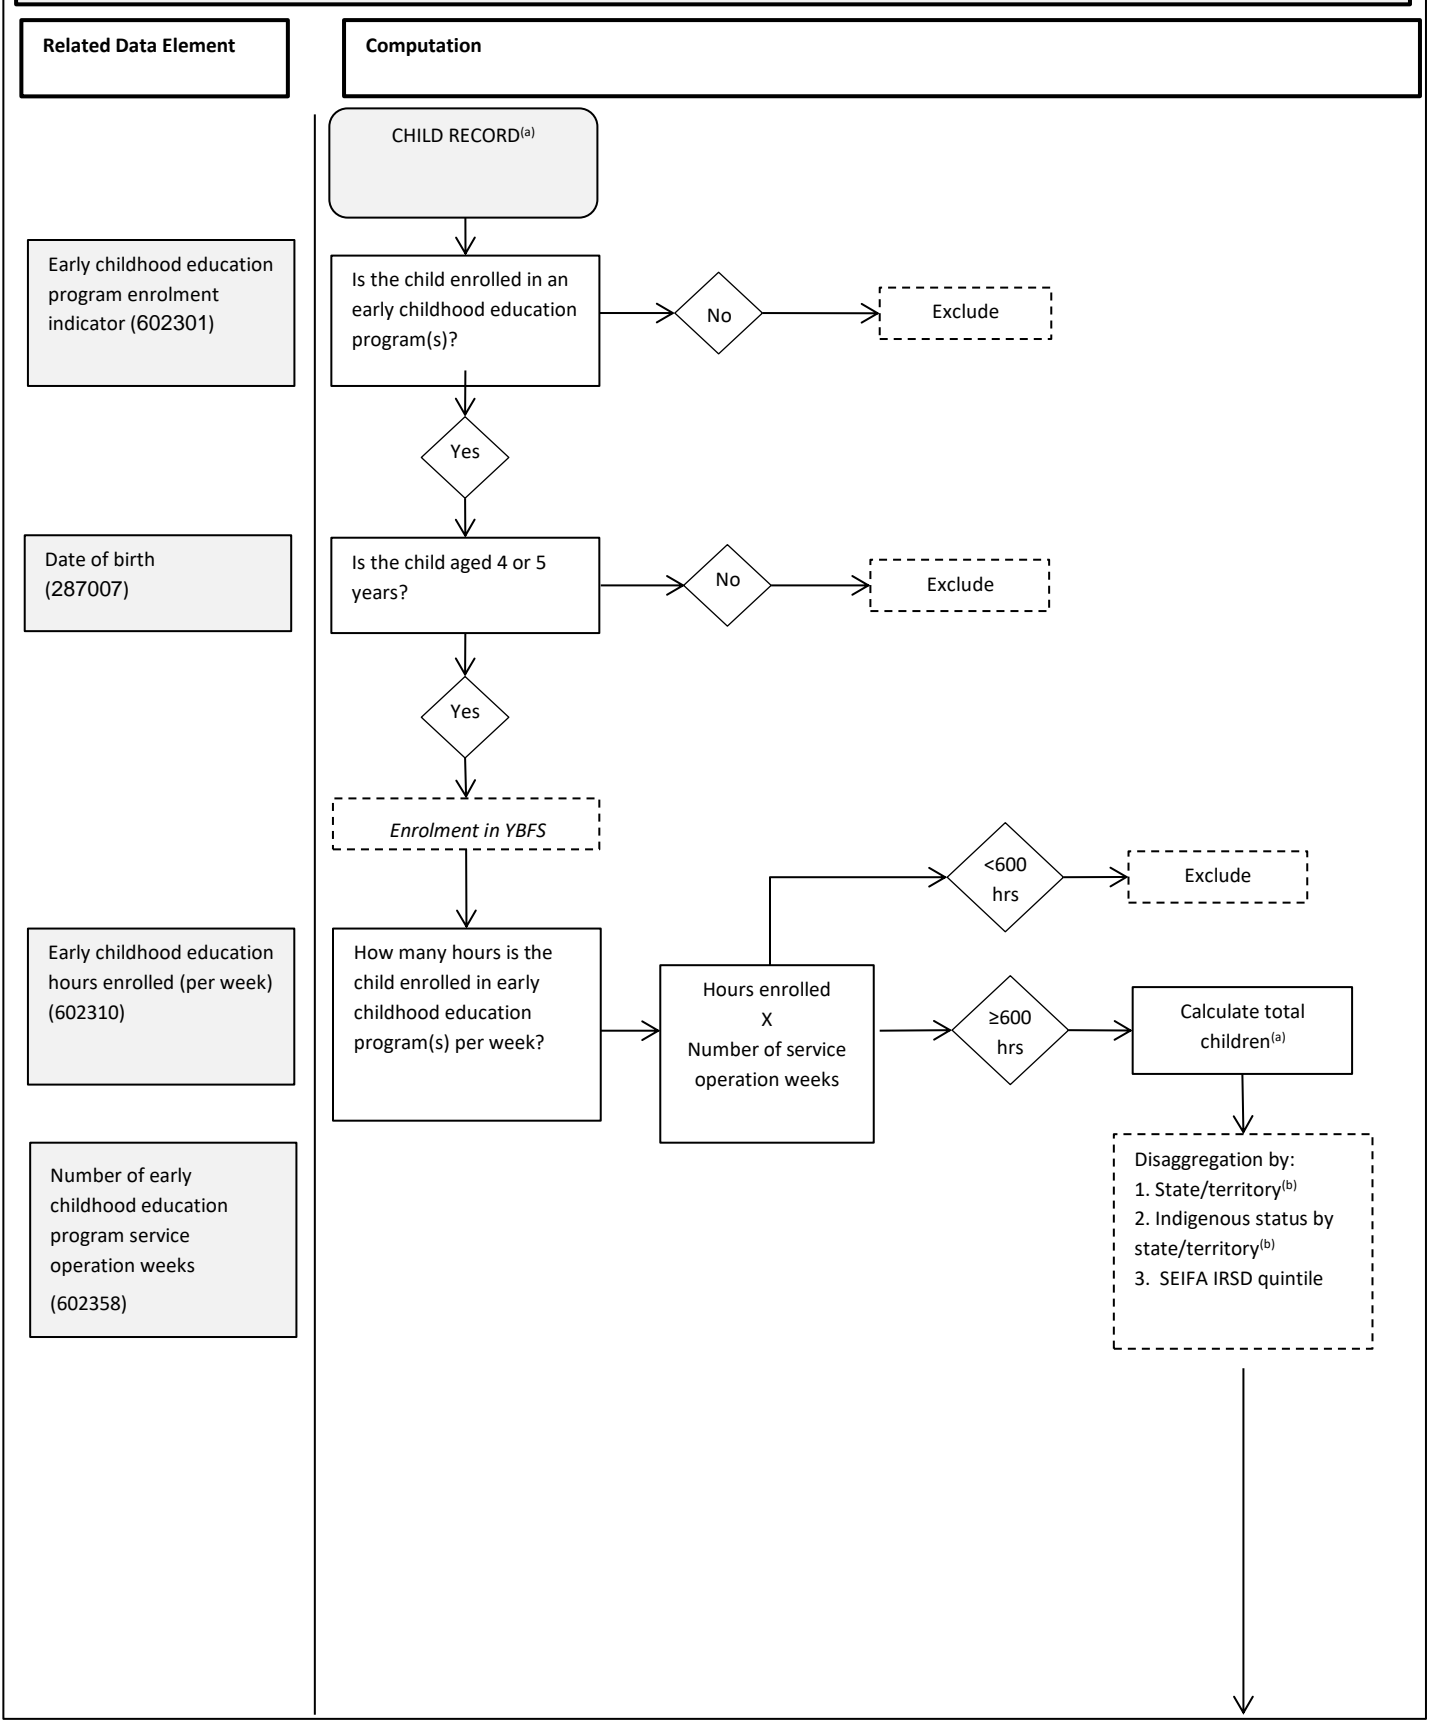 Related Data Element
Computation
CHILD RECORD(a)
Early childhood education
program enrolment
indicator (602301)
Is the child enrolled in an
early childhood education
program(s)?
No
Exclude
Yes
Date of birth
(287007)
Is the child aged 4 or 5
years?
No
Exclude
Yes
Enrolment in YBFS
<600
hrs
Exclude
Early childhood education
hours enrolled (per week)
(602310)
How many hours is the
child enrolled in early
childhood education
program(s) per week?
Hours enrolled
X
Number of service
operation weeks
≥600
hrs
Calculate total
children(a)
Number of early
childhood education
program service
operation weeks
(602358)
Disaggregation by:
1. State/territory(b)
2. Indigenous status by
state/territory(b)
3. SEIFA IRSD quintile